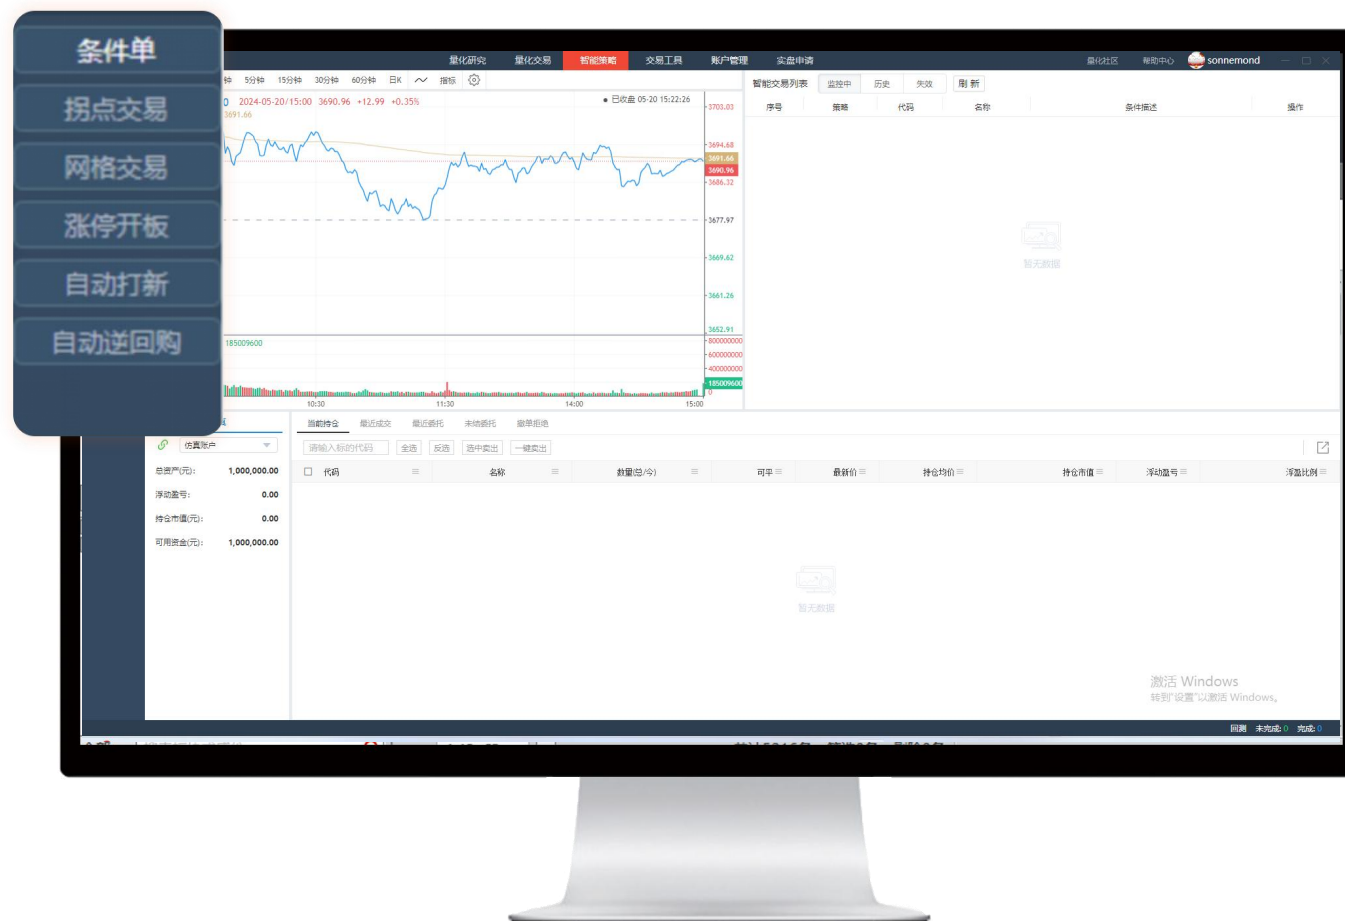 条件单
拐点交易
网格交易
涨停开板
自动打新
自动逆回购
量化研究 量化交易 智能策略 交易工具 账户管理 实盘申请 量化社区 帮助中心 sonnemond
5分钟 15分钟 30分钟 60分钟 日K 指标
2024-05-20/15:00 3690.96 +12.99 +0.35% 已收盘 05-20 15:22:26
3691.66
3703.03
3694.68
3691.66
3690.96
3686.32
3677.97
3669.62
3661.26
3652.91
185009600
800000000
600000000
400000000
185009600
0
10:30 11:30 14:00 15:00
智能交易列表 监控中 历史 失效 刷新
序号 策略 代码 名称 条件描述 操作
暂无数据
仿真账户
总资产(元): 1,000,000.00
浮动盈亏: 0.00
持仓市值(元): 0.00
可用资金(元): 1,000,000.00
当前持仓 最近成交 最近委托 未结委托 撤单拒绝
请输入标的代码 全选 反选 选中卖出 一键卖出
代码 名称 数量(总/今) 可平 最新价 持仓均价 持仓市值 浮动盈亏 浮盈比例
暂无数据
激活 Windows
转到"设置"以激活 Windows。
回测 未完成: 0 完成: 0